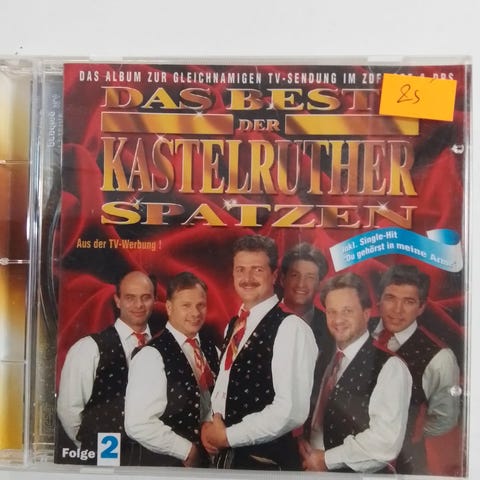 DAS ALBUM ZUR GLEICHNAMIGEN TV-SENDUNG IM ZDF
DAS BEST
25
DER
KASTELRUTHER
SPATZEN
Aus der TV-Werbung !
inkl. Single-Hit
"Du gehörst in meine Arme"
Folge 2